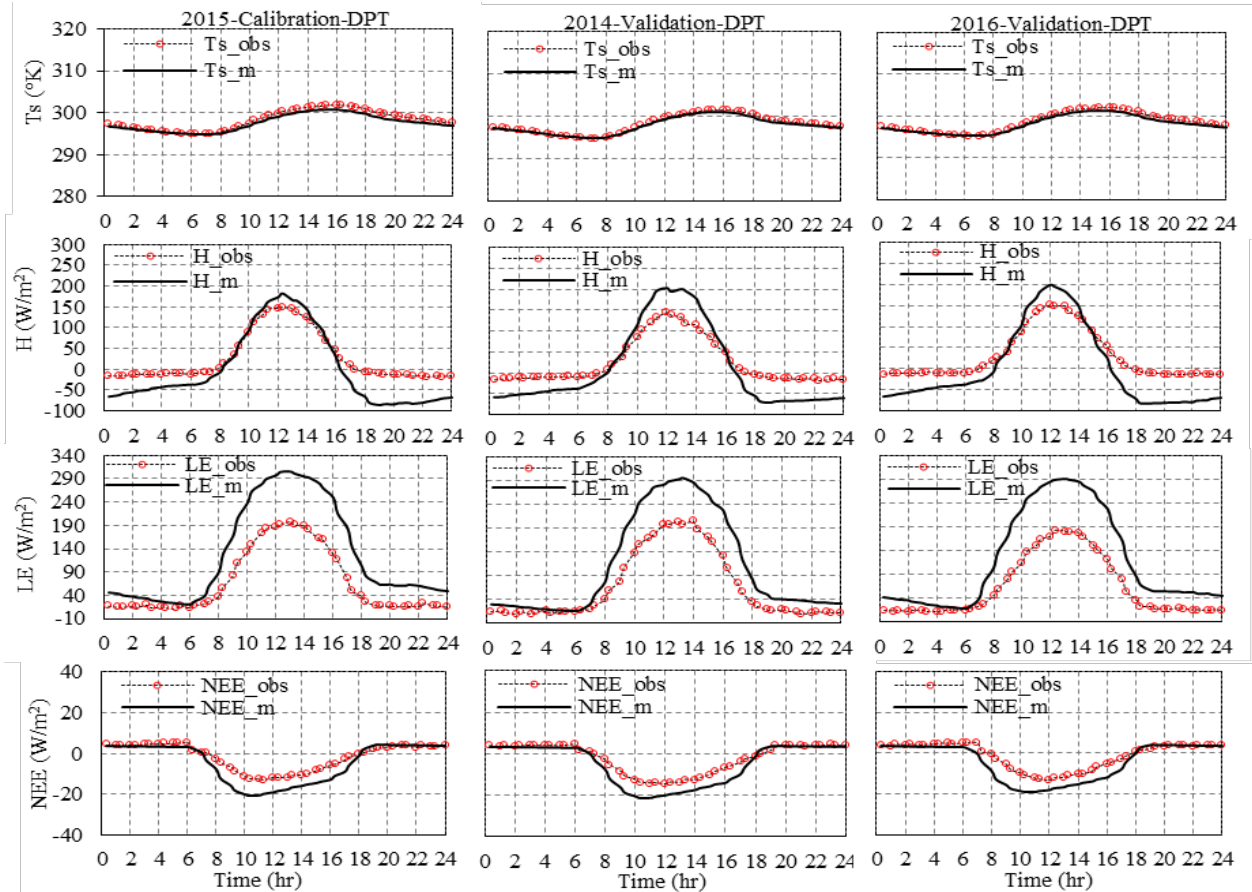 2015-Calibration-DPT
2014-Validation-DPT
2016-Validation-DPT
320
310
300
290
280
Ts (°K)
Ts_obs
Ts_m
Ts_obs
Ts_m
Ts_obs
Ts_m
0 2 4 6 8 10 12 14 16 18 20 22 24
0 2 4 6 8 10 12 14 16 18 20 22 24
0 2 4 6 8 10 12 14 16 18 20 22 24
300
250
200
150
100
50
0
-50
-100
H (W/m²)
H_obs
H_m
H_obs
H_m
H_obs
H_m
0 2 4 6 8 10 12 14 16 18 20 22 24
0 2 4 6 8 10 12 14 16 18 20 22 24
0 2 4 6 8 10 12 14 16 18 20 22 24
340
290
240
190
140
90
40
-10
LE (W/m²)
LE_obs
LE_m
LE_obs
LE_m
LE_obs
LE_m
0 2 4 6 8 10 12 14 16 18 20 22 24
0 2 4 6 8 10 12 14 16 18 20 22 24
0 2 4 6 8 10 12 14 16 18 20 22 24
40
20
0
-20
-40
NEE (W/m²)
NEE_obs
NEE_m
NEE_obs
NEE_m
NEE_obs
NEE_m
0 2 4 6 8 10 12 14 16 18 20 22 24
0 2 4 6 8 10 12 14 16 18 20 22 24
0 2 4 6 8 10 12 14 16 18 20 22 24
Time (hr)
Time (hr)
Time (hr)